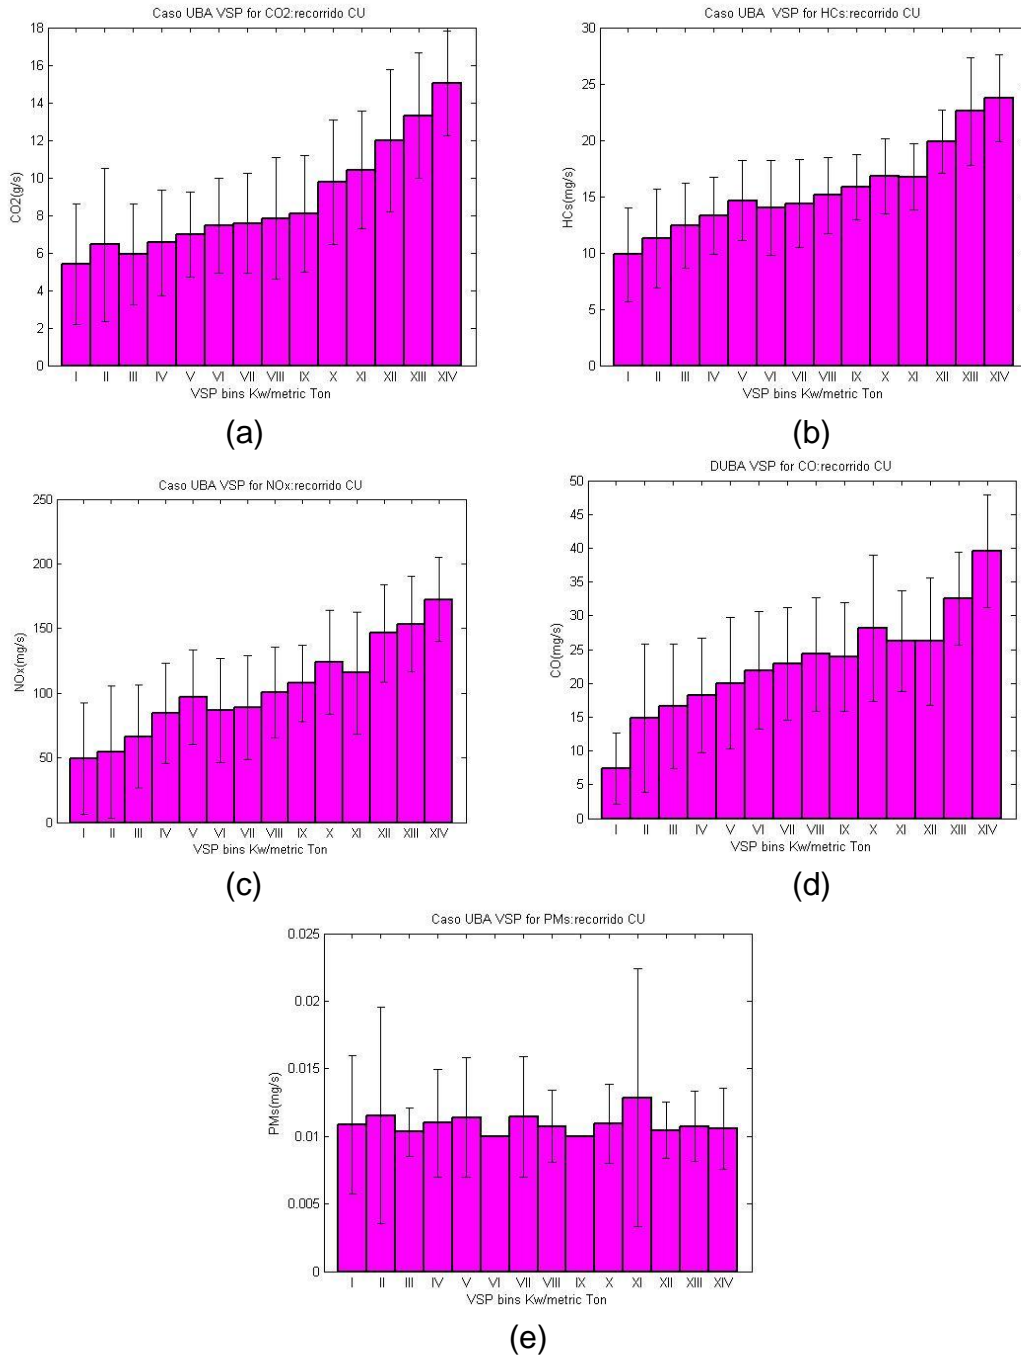 Caso UBA VSP for CO2:recorrido CU
18
16
14
12
10
8
6
4
2
0
CO2(g/s)
I II III IV V VI VII VIII IX X XI XII XIII XIV
VSP bins Kw/metric Ton
(a)
Caso UBA VSP for HCs:recorrido CU
30
25
20
15
10
5
0
HCs(mg/s)
I II III IV V VI VII VIII IX X XI XII XIII XIV
VSP bins Kw/metric Ton
(b)
Caso UBA VSP for NOx:recorrido CU
250
200
150
100
50
0
NOx(mg/s)
I II III IV V VI VII VIII IX X XI XII XIII XIV
VSP bins Kw/metric Ton
(c)
DUBA VSP for CO:recorrido CU
50
45
40
35
30
25
20
15
10
5
0
CO(mg/s)
I II III IV V VI VII VIII IX X XI XII XIII XIV
VSP bins Kw/metric Ton
(d)
Caso UBA VSP for PMs:recorrido CU
0.025
0.02
0.015
0.01
0.005
0
PMs(mg/s)
I II III IV V VI VII VIII IX X XI XII XIII XIV
VSP bins Kw/metric Ton
(e)